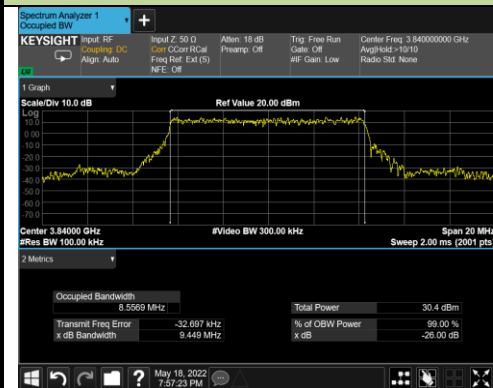 Spectrum Analyzer 1
Occupied BW
+
KEYSIGHT Input: RF Input Z: 50 Ω Atten: 18 dB Trig: Free Run Center Freq: 3.840000000 GHz
Coupling: DC Corr CCorr RCal Preamp: Off Gate: Off Avg|Hold:>10/10
Align: Auto Freq Ref: Ext (S) #IF Gain: Low Radio Std: None
NFE: Off
1 Graph
Scale/Div 10.0 dB Ref Value 20.00 dBm
Log
10.0
0.00
-10.0
-20.0
-30.0
-40.0
-50.0
-60.0
-70.0
Center 3.84000 GHz #Video BW 300.00 kHz Span 20 MHz
#Res BW 100.00 kHz Sweep 2.00 ms (2001 pts
2 Metrics
Occupied Bandwidth
8.5569 MHz Total Power 30.4 dBm
Transmit Freq Error -32.697 kHz % of OBW Power 99.00 %
x dB Bandwidth 9.449 MHz x dB -26.00 dB
? May 18, 2022
7:57:23 PM